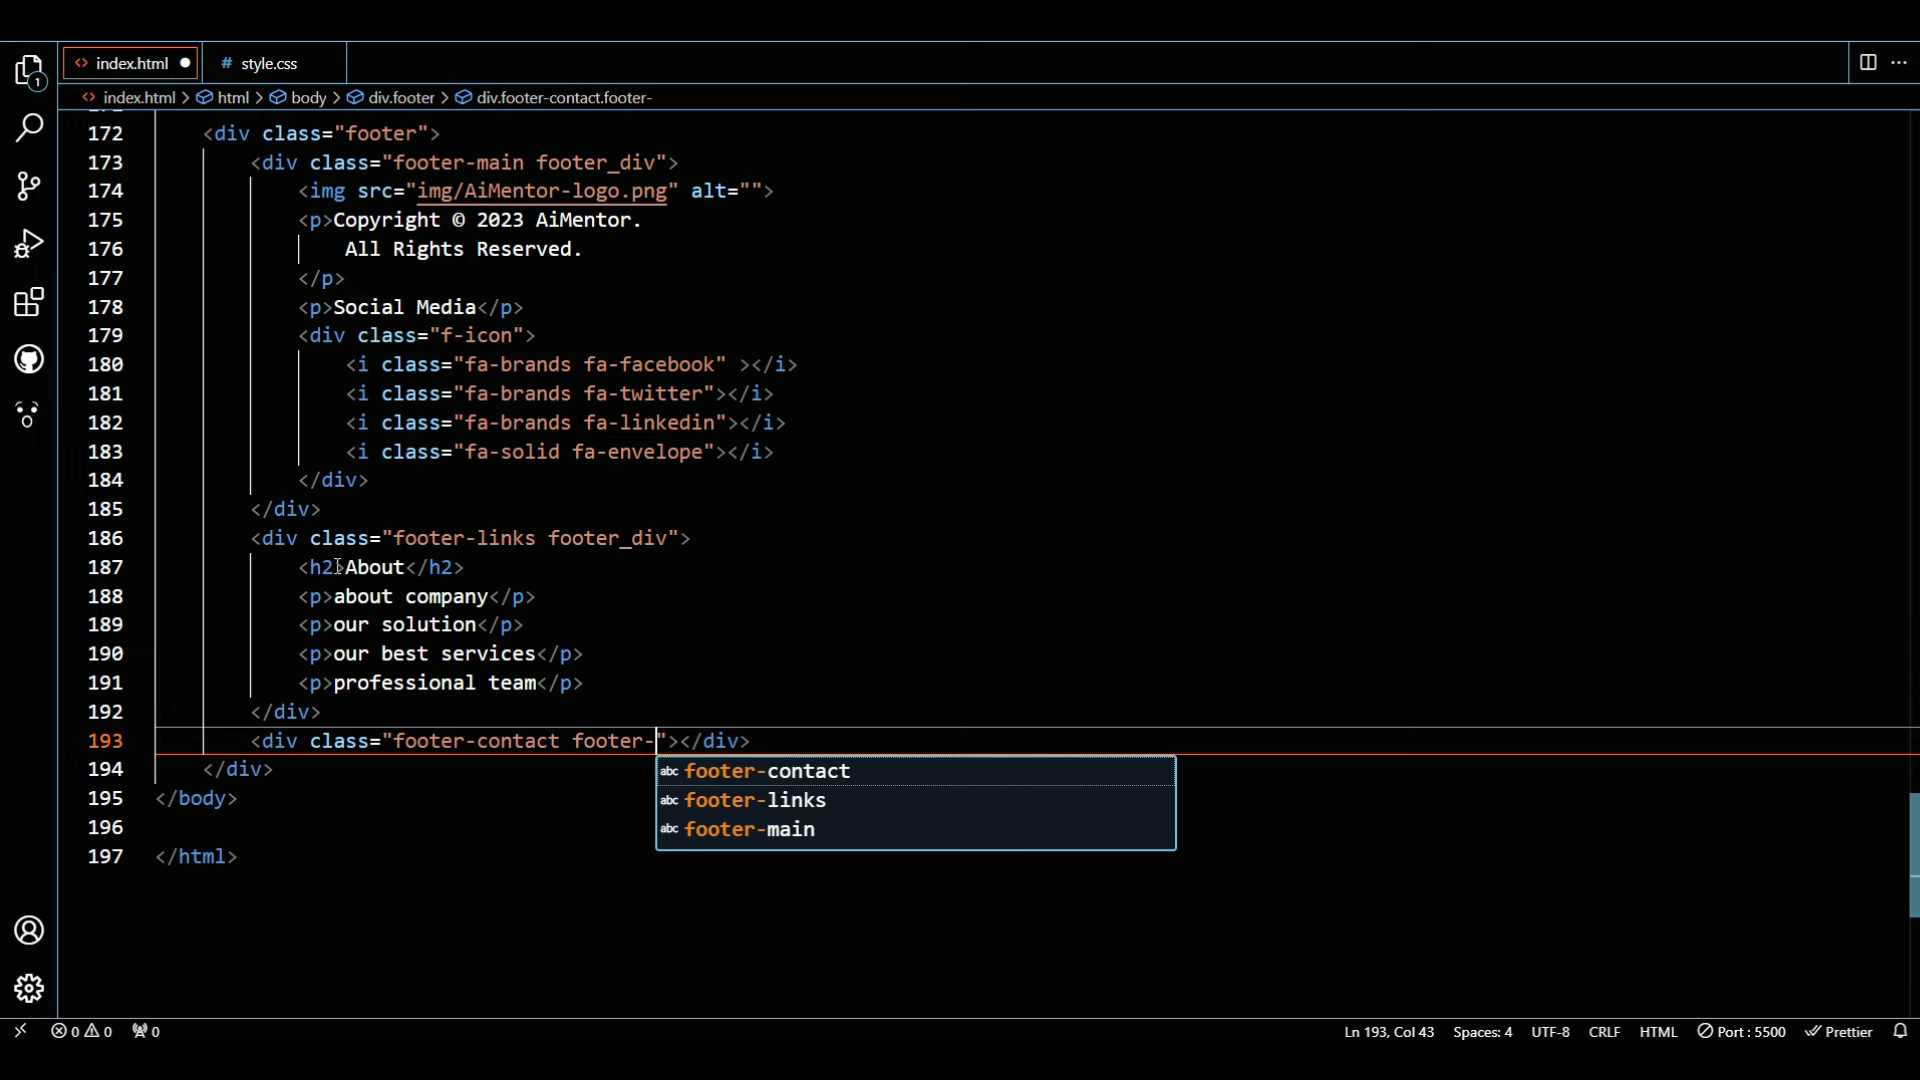 index.html
style.css
index.html > html > body > div.footer > div.footer-contact.footer-
172 <div class="footer">
173 <div class="footer-main footer_div">
174 <img src="img/AiMentor-logo.png" alt="">
175 <p>Copyright © 2023 AiMentor.
176 All Rights Reserved.
177 </p>
178 <p>Social Media</p>
179 <div class="f-icon">
180 <i class="fa-brands fa-facebook" ></i>
181 <i class="fa-brands fa-twitter"></i>
182 <i class="fa-brands fa-linkedin"></i>
183 <i class="fa-solid fa-envelope"></i>
184 </div>
185 </div>
186 <div class="footer-links footer_div">
187 <h2>About</h2>
188 <p>about company</p>
189 <p>our solution</p>
190 <p>our best services</p>
191 <p>professional team</p>
192 </div>
193 <div class="footer-contact footer-"></div>
abc footer-contact
abc footer-links
abc footer-main
194 </div>
195 </body>
196
197 </html>
1
0 0 0
Ln 193, Col 43 Spaces: 4 UTF-8 CRLF HTML Port : 5500 Prettier